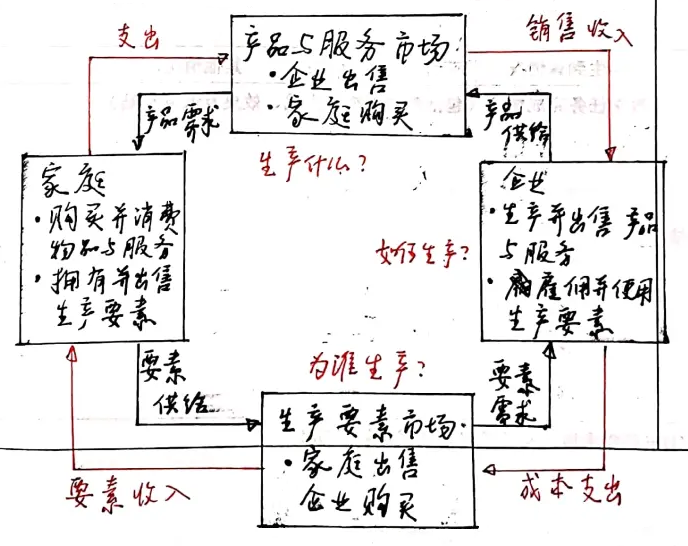 支出
产品与服务市场
·企业出售
·家庭购买
销售收入
产品
需求
产品
供给
生产什么?
家庭
·购买并消费
物品与服务
·拥有并出售
生产要素
如何生产?
企业
·生产并出售产品
与服务
·雇佣并使用
生产要素
要素
供给
为谁生产?
要素
需求
生产要素市场
·家庭出售
企业购买
要素收入
成本支出